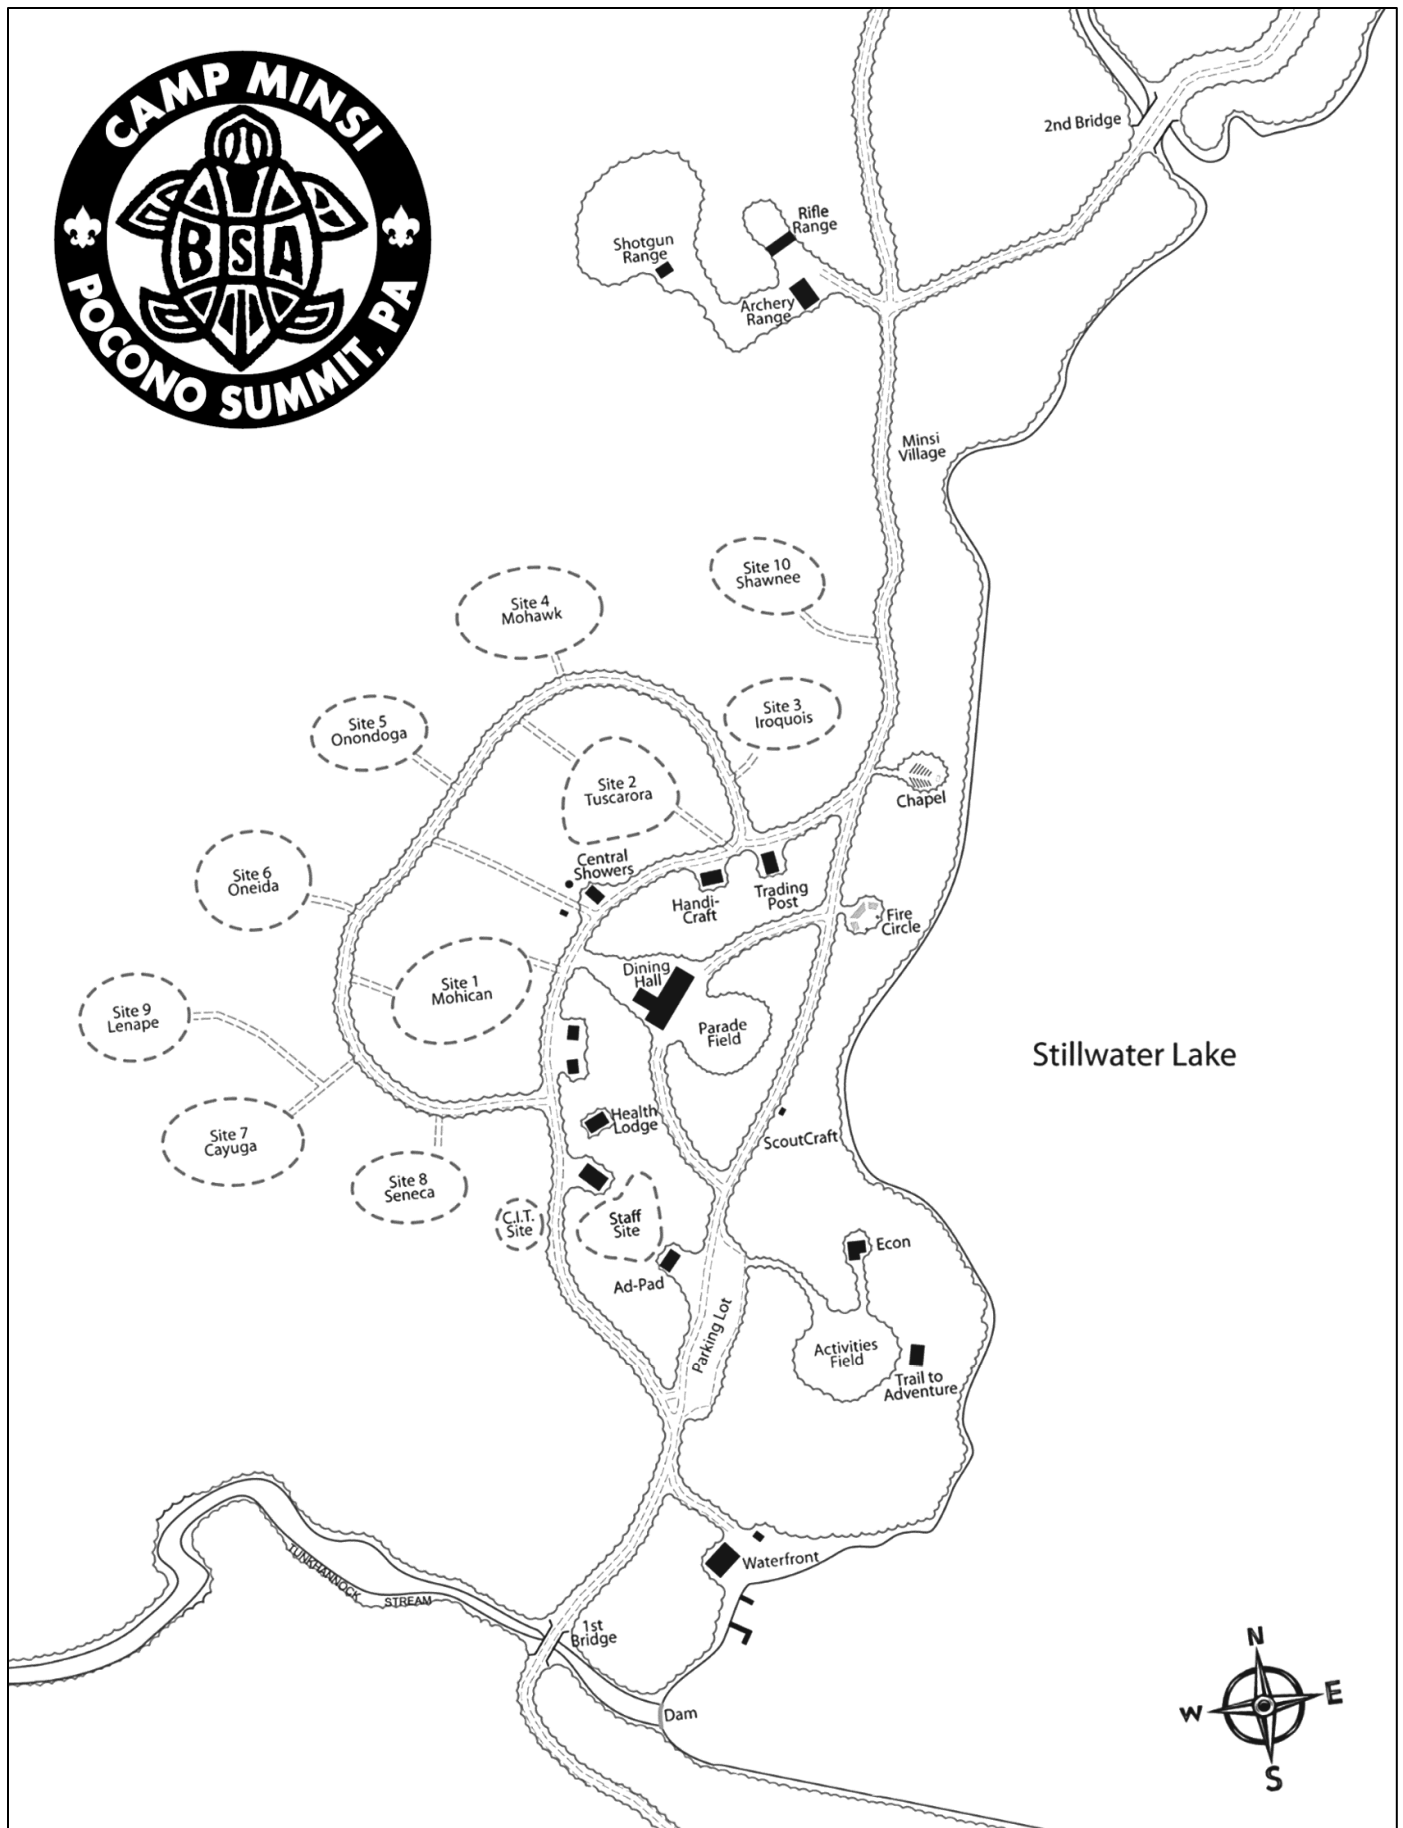 CAMP MINSI
BSA
POCONO SUMMIT, PA
2nd Bridge
Rifle
Range
Shotgun
Range
Archery
Range
Minsi
Village
Site 10
Shawnee
Site 4
Mohawk
Site 3
Iroquois
Site 5
Onondoga
Site 2
Tuscarora
Chapel
Central
Showers
Site 6
Oneida
Trading
Post
Handi-
Craft
Fire
Circle
Dining
Hall
Site 1
Mohican
Site 9
Lenape
Parade
Field
Stillwater Lake
Health
Lodge
ScoutCraft
Site 7
Cayuga
Site 8
Seneca
C.I.T.
Site
Staff
Site
Econ
Ad-Pad
Parking Lot
Activities
Field
Trail to
Adventure
Waterfront
TUNKHANNOCK
STREAM
1st
Bridge
Dam
N
W
E
S